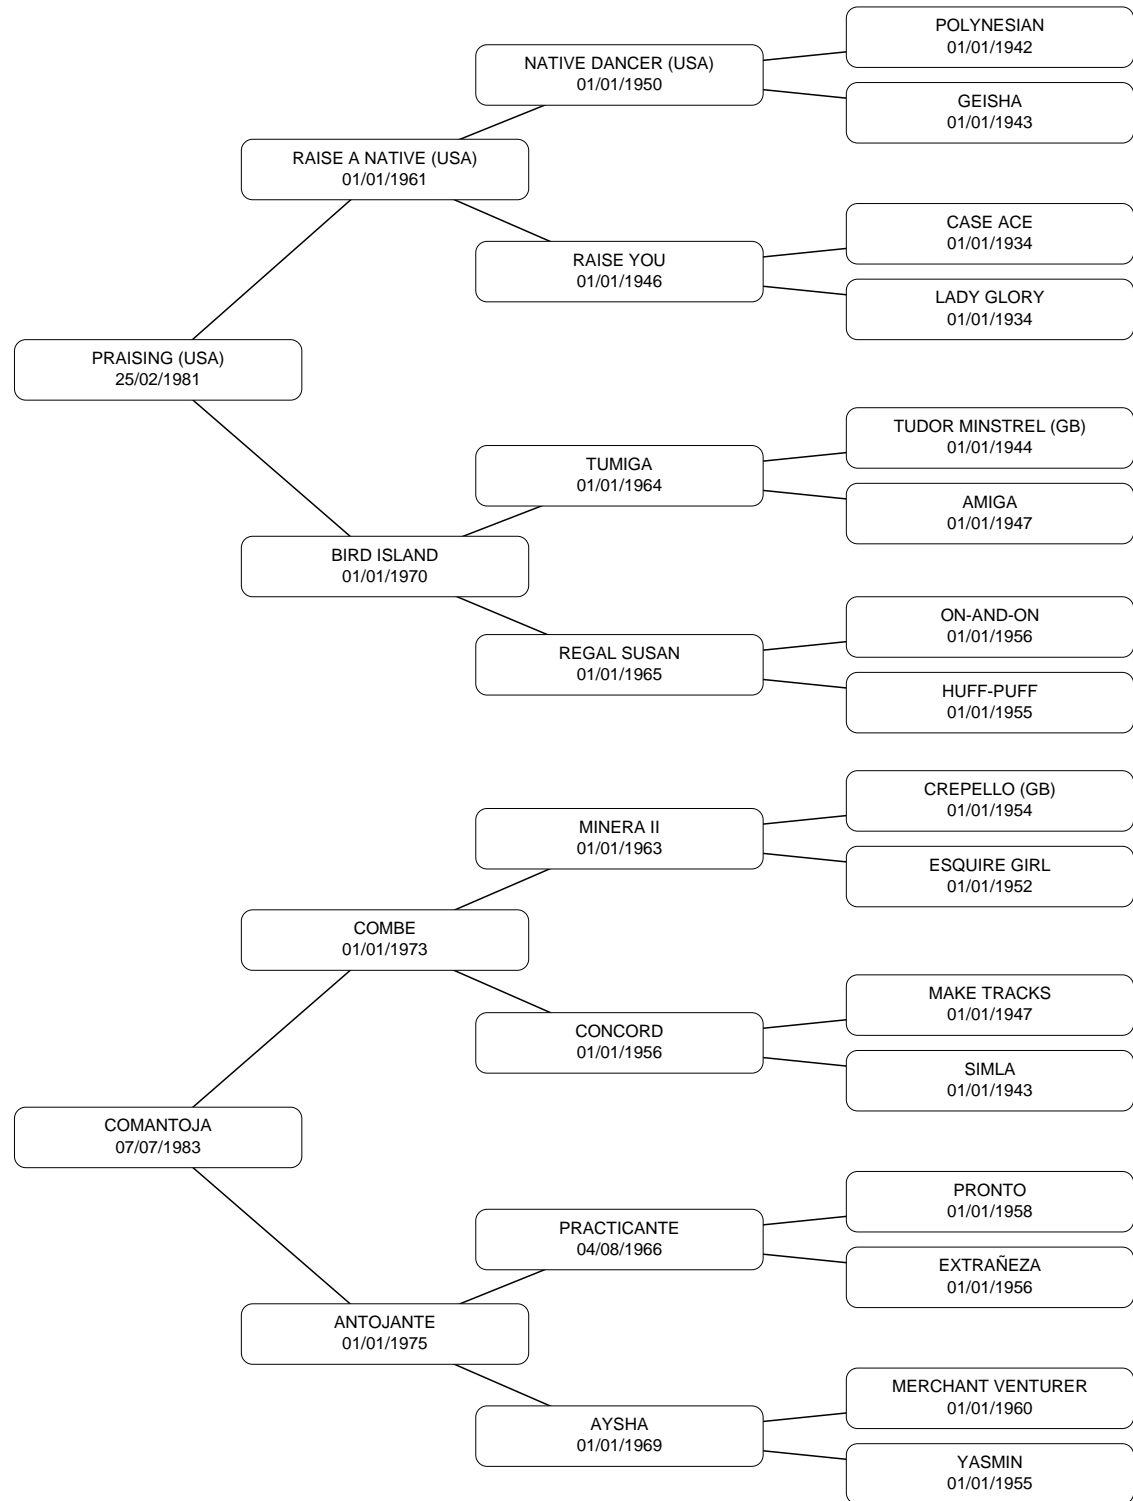 POLYNESIAN
01/01/1942
NATIVE DANCER (USA)
01/01/1950
GEISHA
01/01/1943
RAISE A NATIVE (USA)
01/01/1961
CASE ACE
01/01/1934
RAISE YOU
01/01/1946
LADY GLORY
01/01/1934
PRAISING (USA)
25/02/1981
TUDOR MINSTREL (GB)
01/01/1944
TUMIGA
01/01/1964
AMIGA
01/01/1947
BIRD ISLAND
01/01/1970
ON-AND-ON
01/01/1956
REGAL SUSAN
01/01/1965
HUFF-PUFF
01/01/1955
CREPELLO (GB)
01/01/1954
MINERA II
01/01/1963
ESQUIRE GIRL
01/01/1952
COMBE
01/01/1973
MAKE TRACKS
01/01/1947
CONCORD
01/01/1956
SIMLA
01/01/1943
COMANTOJA
07/07/1983
PRONTO
01/01/1958
PRACTICANTE
04/08/1966
EXTRAÑEZA
01/01/1956
ANTOJANTE
01/01/1975
MERCHANT VENTURER
01/01/1960
AYSHA
01/01/1969
YASMIN
01/01/1955